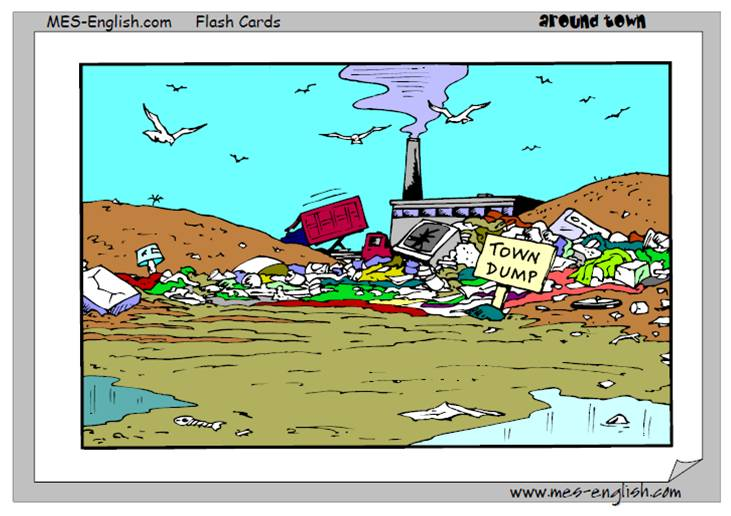 MES-English.com Flash Cards around town
TOWN
DUMP
www.mes-english.com